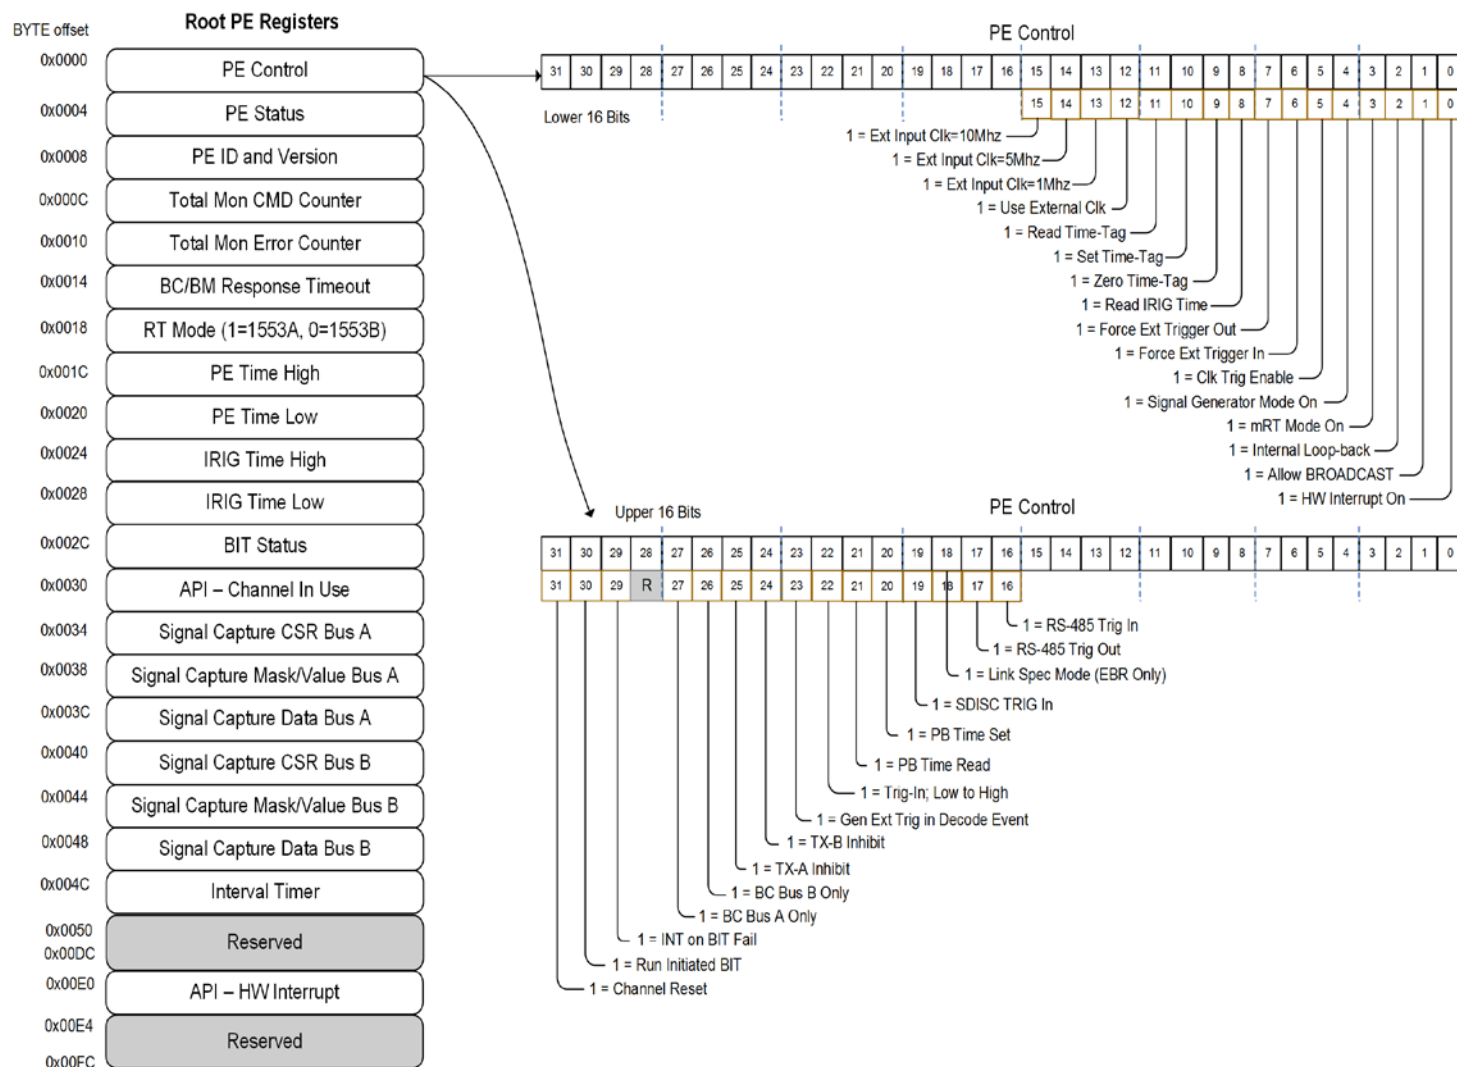 Root PE Registers
BYTE offset
0x0000 PE Control
0x0004 PE Status
0x0008 PE ID and Version
0x000C Total Mon CMD Counter
0x0010 Total Mon Error Counter
0x0014 BC/BM Response Timeout
0x0018 RT Mode (1=1553A, 0=1553B)
0x001C PE Time High
0x0020 PE Time Low
0x0024 IRIG Time High
0x0028 IRIG Time Low
0x002C BIT Status
0x0030 API – Channel In Use
0x0034 Signal Capture CSR Bus A
0x0038 Signal Capture Mask/Value Bus A
0x003C Signal Capture Data Bus A
0x0040 Signal Capture CSR Bus B
0x0044 Signal Capture Mask/Value Bus B
0x0048 Signal Capture Data Bus B
0x004C Interval Timer
0x0050
Reserved
0x00DC
0x00E0 API – HW Interrupt
0x00E4
Reserved
0x00FC
PE Control
31 30 29 28 27 26 25 24 23 22 21 20 19 18 17 16 15 14 13 12 11 10 9 8 7 6 5 4 3 2 1 0
Lower 16 Bits
15 14 13 12 11 10 9 8 7 6 5 4 3 2 1 0
1 = Ext Input Clk=10Mhz
1 = Ext Input Clk=5Mhz
1 = Ext Input Clk=1Mhz
1 = Use External Clk
1 = Read Time-Tag
1 = Set Time-Tag
1 = Zero Time-Tag
1 = Read IRIG Time
1 = Force Ext Trigger Out
1 = Force Ext Trigger In
1 = Clk Trig Enable
1 = Signal Generator Mode On
1 = mRT Mode On
1 = Internal Loop-back
1 = Allow BROADCAST
1 = HW Interrupt On
Upper 16 Bits
PE Control
31 30 29 28 27 26 25 24 23 22 21 20 19 18 17 16 15 14 13 12 11 10 9 8 7 6 5 4 3 2 1 0
31 30 29 R 27 26 25 24 23 22 21 20 19 18 17 16
1 = RS-485 Trig In
1 = RS-485 Trig Out
1 = Link Spec Mode (EBR Only)
1 = SDISC TRIG In
1 = PB Time Set
1 = PB Time Read
1 = Trig-In; Low to High
1 = Gen Ext Trig in Decode Event
1 = TX-B Inhibit
1 = TX-A Inhibit
1 = BC Bus B Only
1 = BC Bus A Only
1 = INT on BIT Fail
1 = Run Initiated BIT
1 = Channel Reset